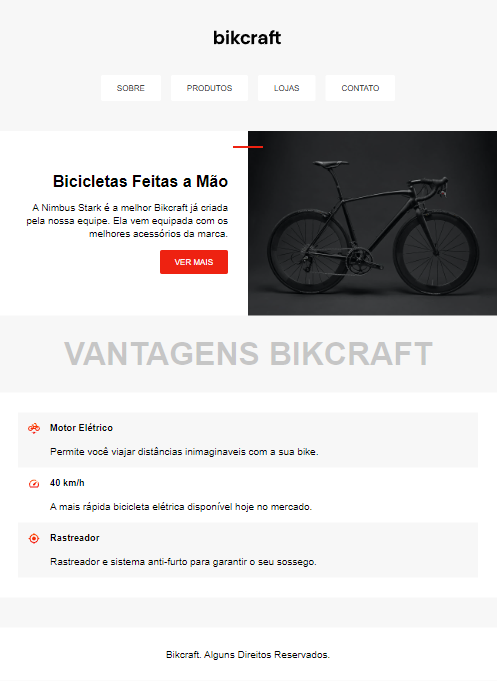 bikcraft
SOBRE PRODUTOS LOJAS CONTATO
Bicicletas Feitas a Mão
A Nimbus Stark é a melhor Bikcraft já criada
pela nossa equipe. Ela vem equipada com os
melhores acessórios da marca.
VER MAIS
VANTAGENS BIKCRAFT
Motor Elétrico
Permite você viajar distâncias inimaginaveis com a sua bike.
40 km/h
A mais rápida bicicleta elétrica disponível hoje no mercado.
Rastreador
Rastreador e sistema anti-furto para garantir o seu sossego.
Bikcraft. Alguns Direitos Reservados.